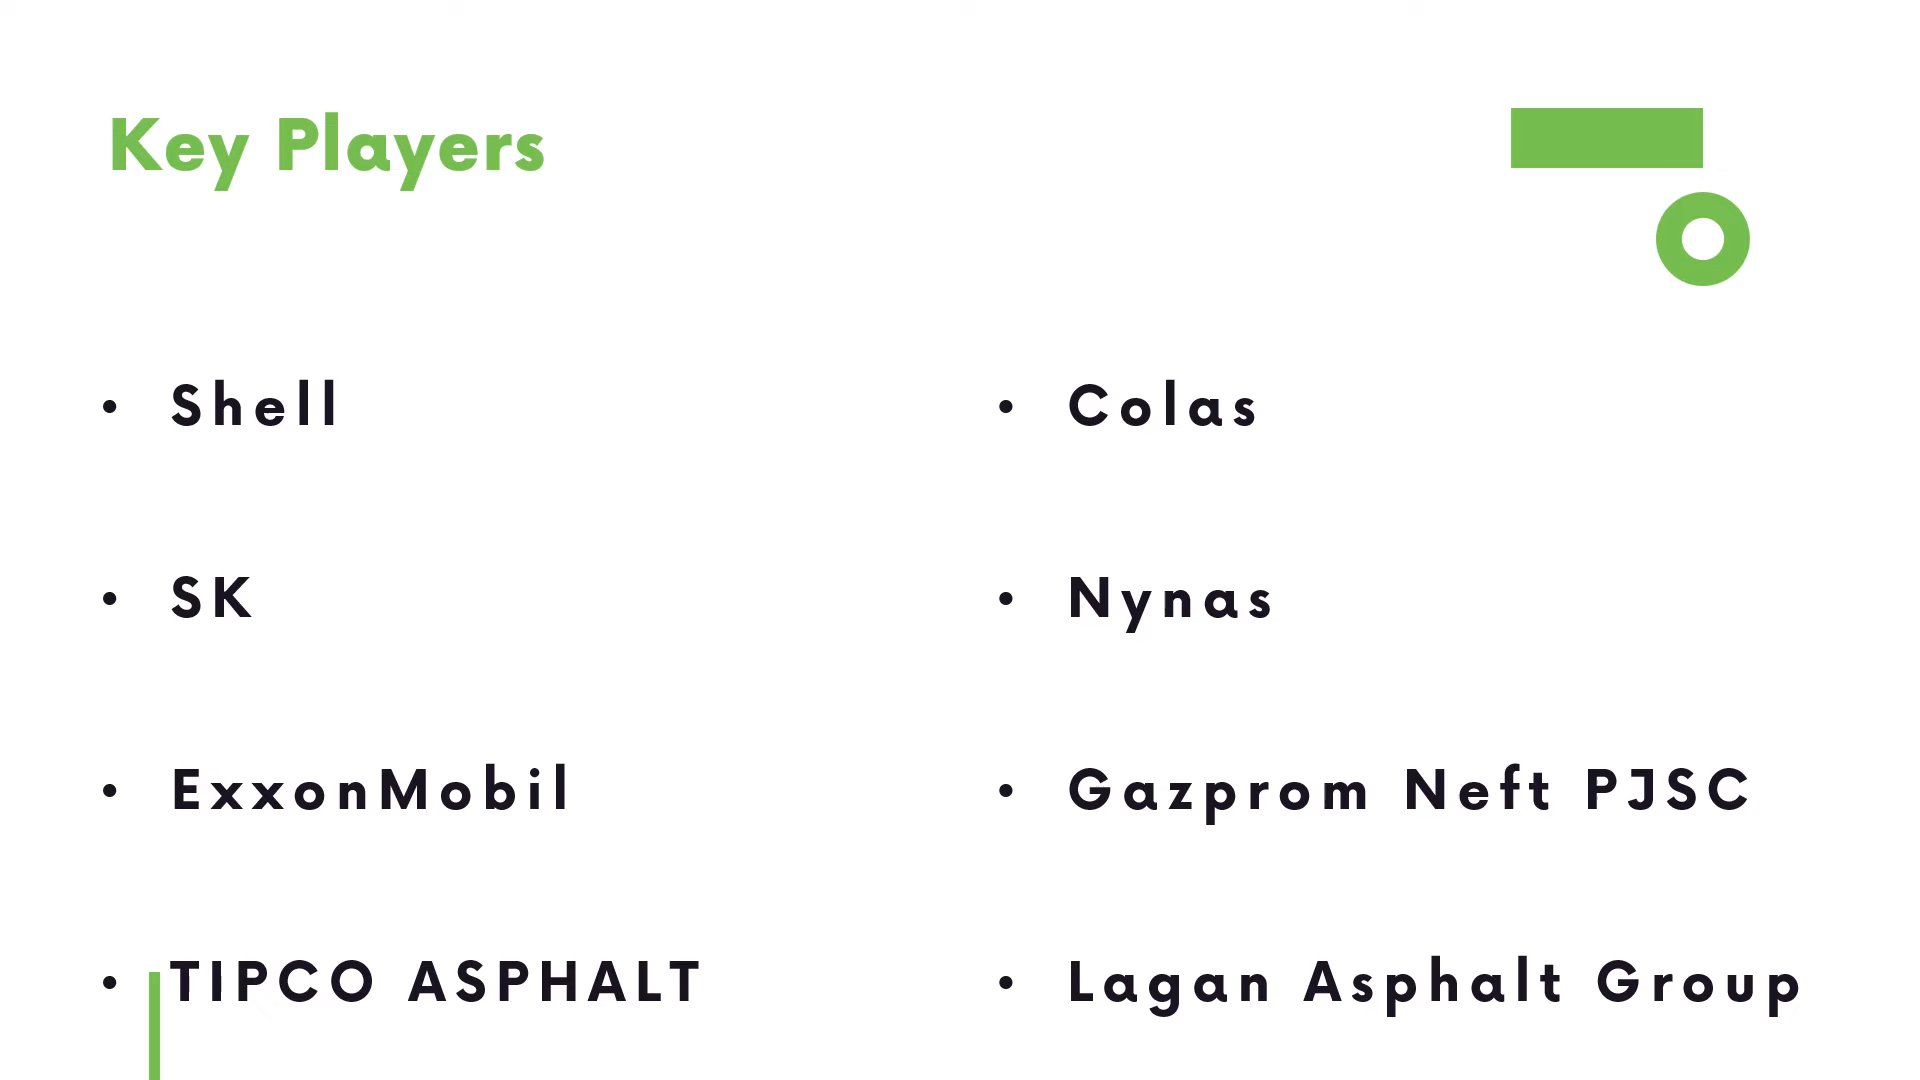 Key Players
• Shell
• SK
• ExxonMobil
• TIPCO ASPHALT
• Colas
• Nynas
• Gazprom Neft PJSC
• Lagan Asphalt Group